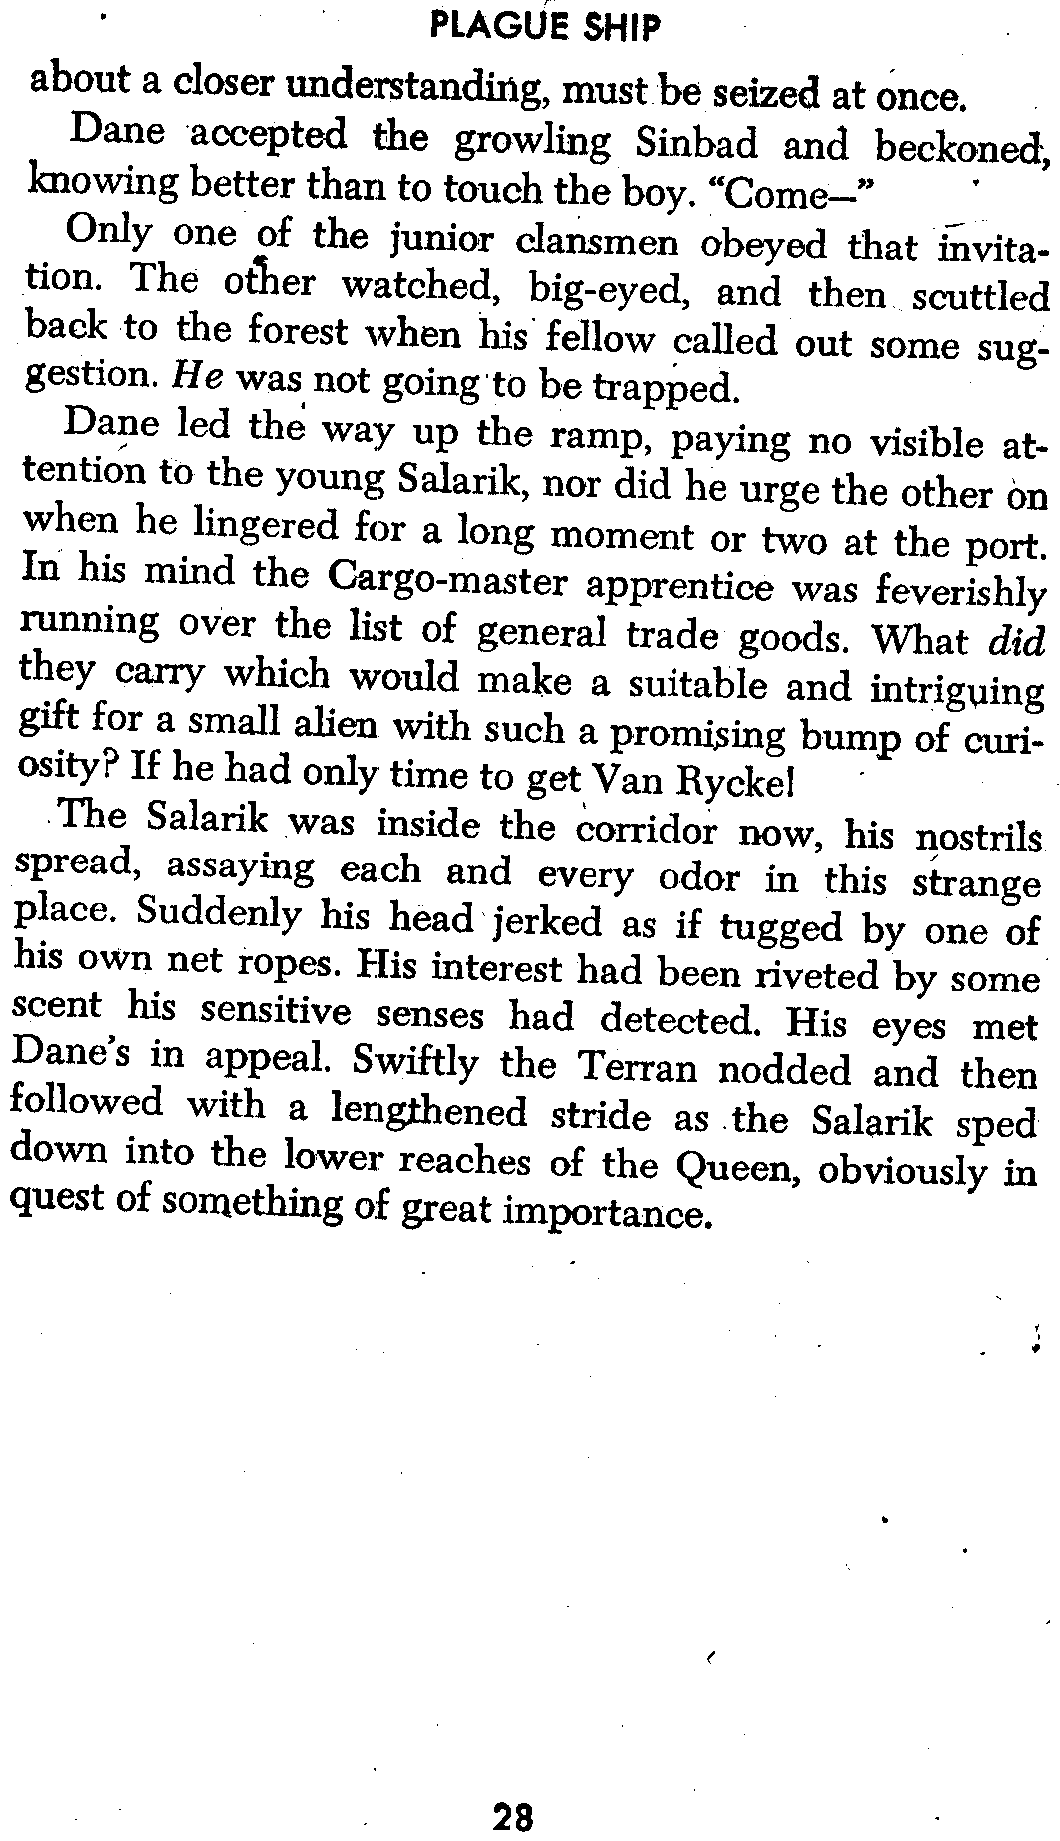 PLAGUE SHIP
about a closer understanding, must be seized at once.
Dane accepted the growling Sinbad and beckoned,
knowing better than to touch the boy. “Come—”
Only one of the junior clansmen obeyed that invita-
tion. The other watched, big-eyed, and then scuttled
back to the forest when his fellow called out some sug-
gestion. He was not going to be trapped.
Dane led the way up the ramp, paying no visible at-
tention to the young Salarik, nor did he urge the other on
when he lingered for a long moment or two at the port.
In his mind the Cargo-master apprentice was feverishly
running over the list of general trade goods. What did
they carry which would make a suitable and intriguing
gift for a small alien with such a promising bump of curi-
osity? If he had only time to get Van Rycke!
The Salarik was inside the corridor now, his nostrils
spread, assaying each and every odor in this strange
place. Suddenly his head jerked as if tugged by one of
his own net ropes. His interest had been riveted by some
scent his sensitive senses had detected. His eyes met
Dane’s in appeal. Swiftly the Terran nodded and then
followed with a lengthened stride as the Salarik sped
down into the lower reaches of the Queen, obviously in
quest of something of great importance.
28